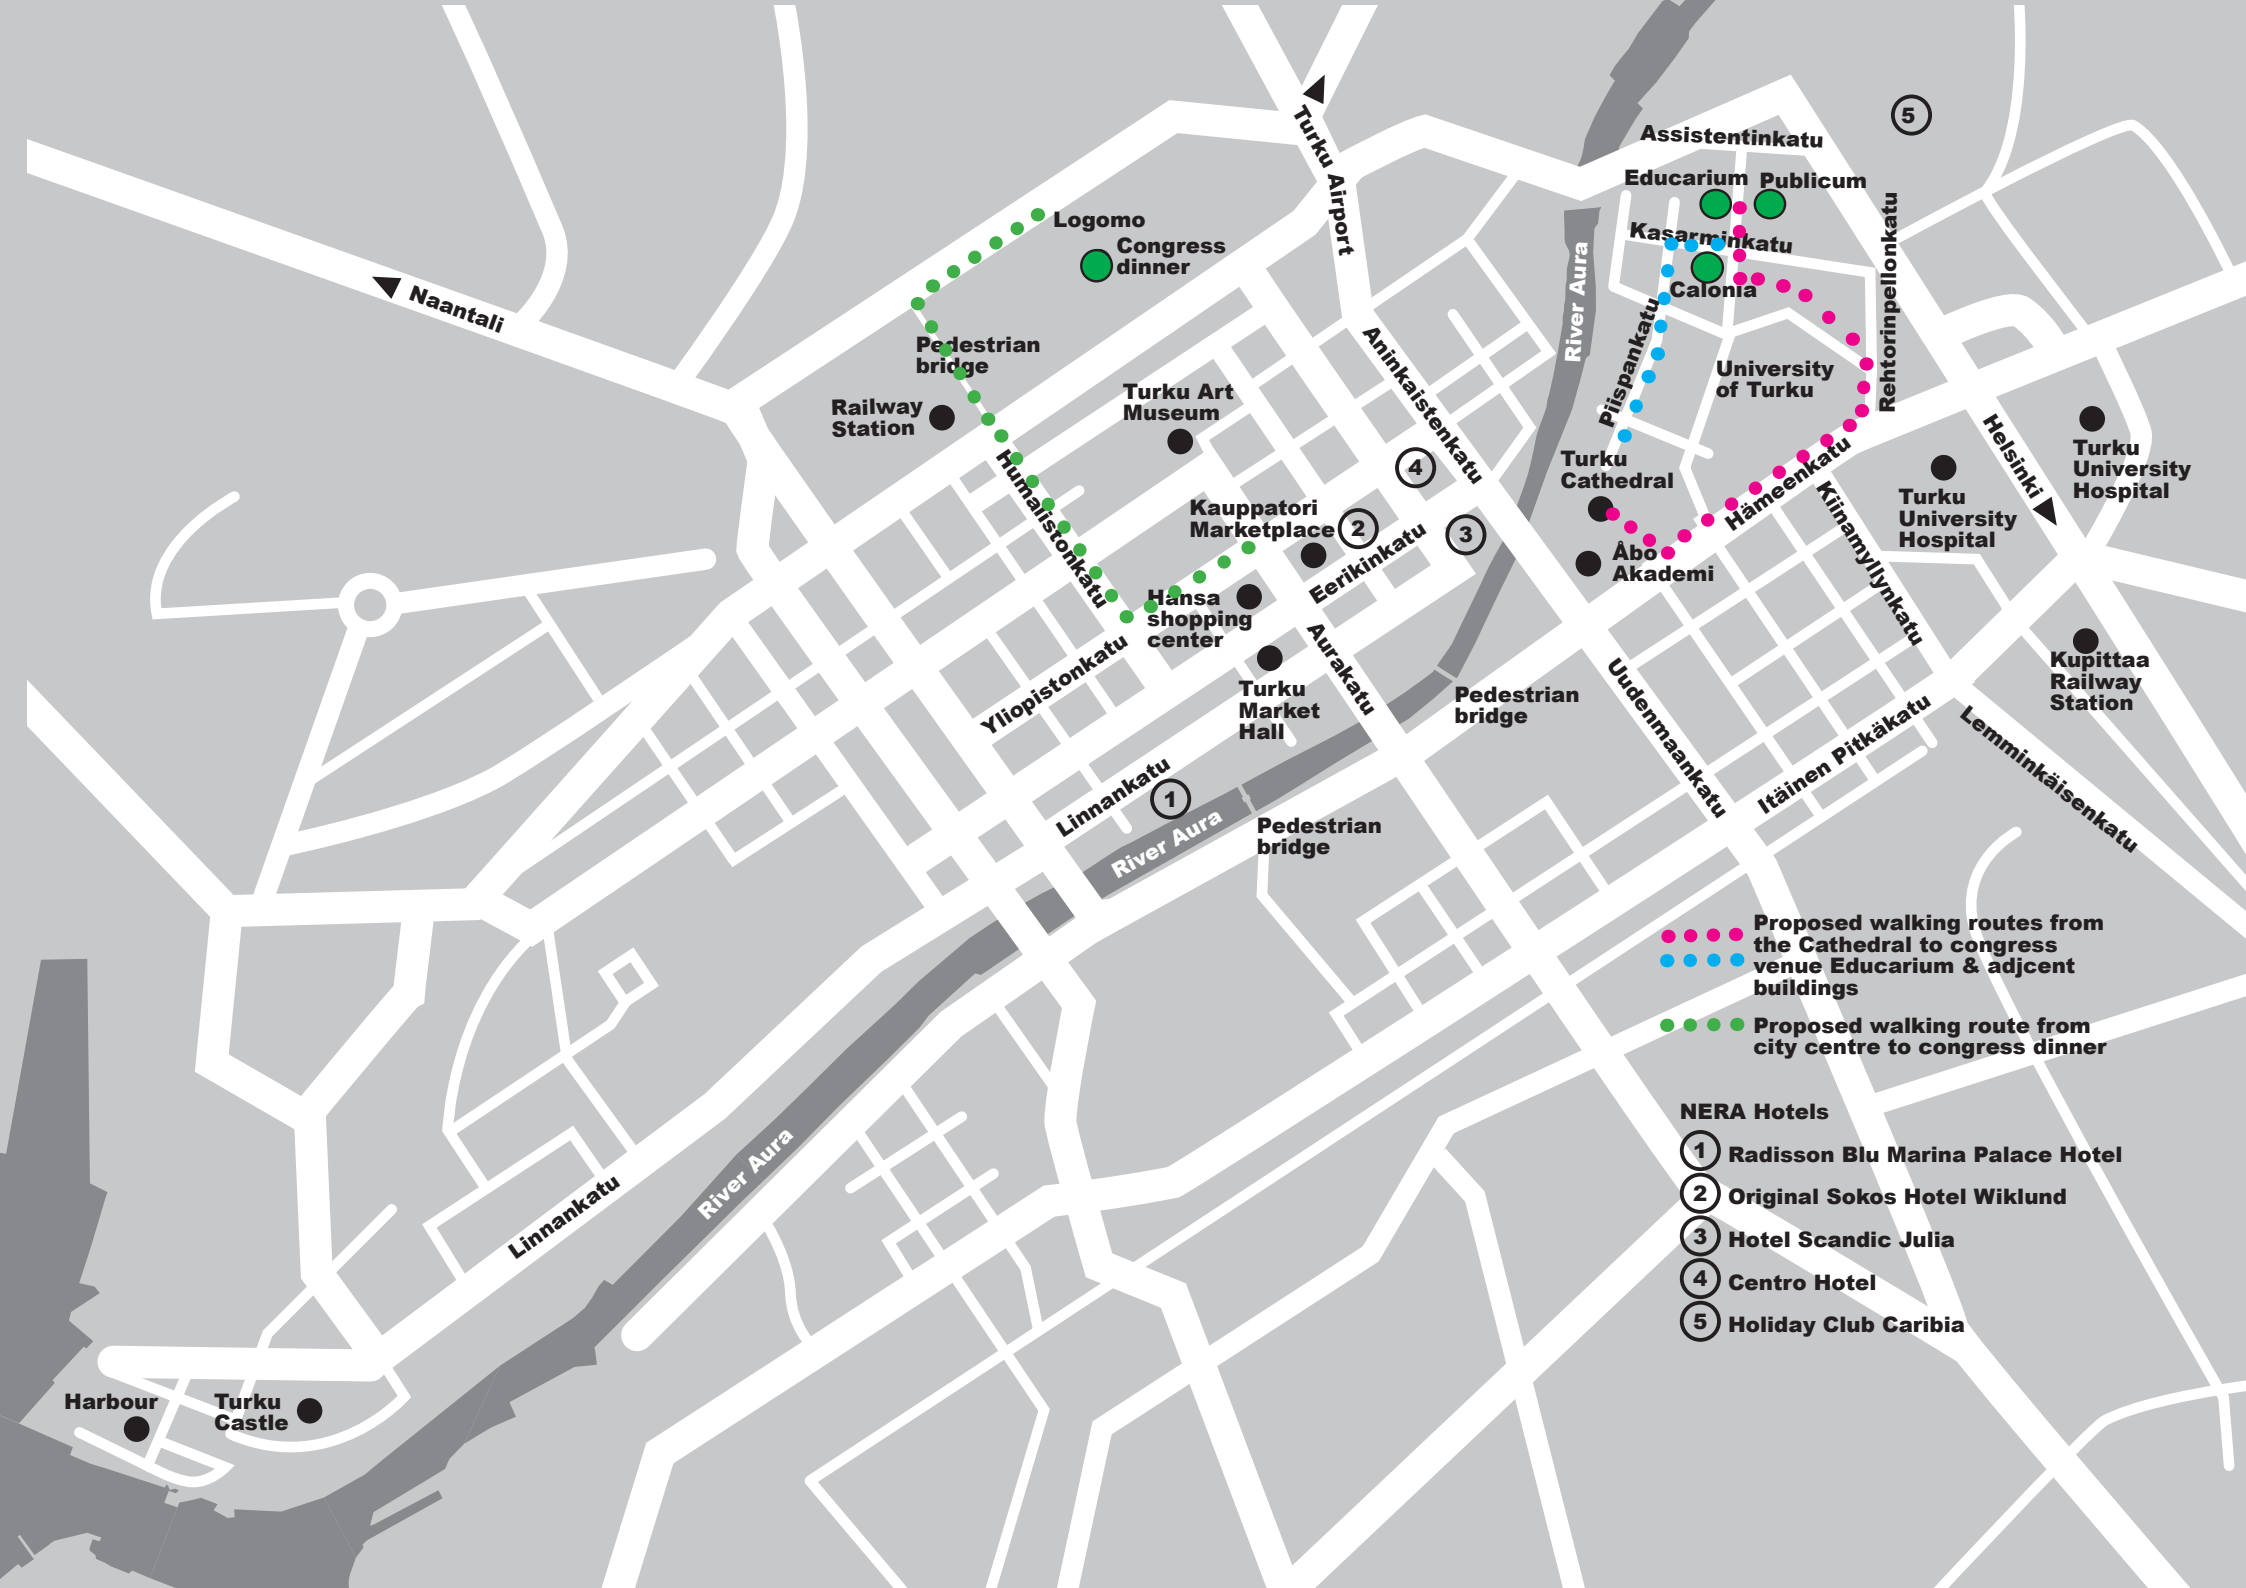 Assistentinkatu
Educarium
Publicum
Kasarminkatu
Calonia
5
Turku Airport
Logomo
Congress
dinner
Naantali
Pedestrian
bridge
Railway
Station
Turku Art
Museum
Aninkaistenkatu
River Aura
Piispankatu
University
of Turku
Rehtorinpellonkatu
Helsinki
Turku
University
Hospital
Turku
University
Hospital
Turku
Cathedral
Hämeenkatu
Kiinamyllynkatu
Åbo
Akademi
Humalistonkatu
Kauppatori
Marketplace
4
2
3
Eerikinkatu
Hansa
shopping
center
Yliopistonkatu
Aurakatu
Turku
Market
Hall
Pedestrian
bridge
Uudenmaankatu
Itäinen Pitkäkatu
Kupittaa
Railway
Station
Lemminkäisenkatu
Linnankatu
1
River Aura
Pedestrian
bridge
River Aura
Linnankatu
Harbour
Turku
Castle
Proposed walking routes from
the Cathedral to congress
venue Educarium & adjcent
buildings
Proposed walking route from
city centre to congress dinner
NERA Hotels
1 Radisson Blu Marina Palace Hotel
2 Original Sokos Hotel Wiklund
3 Hotel Scandic Julia
4 Centro Hotel
5 Holiday Club Caribia